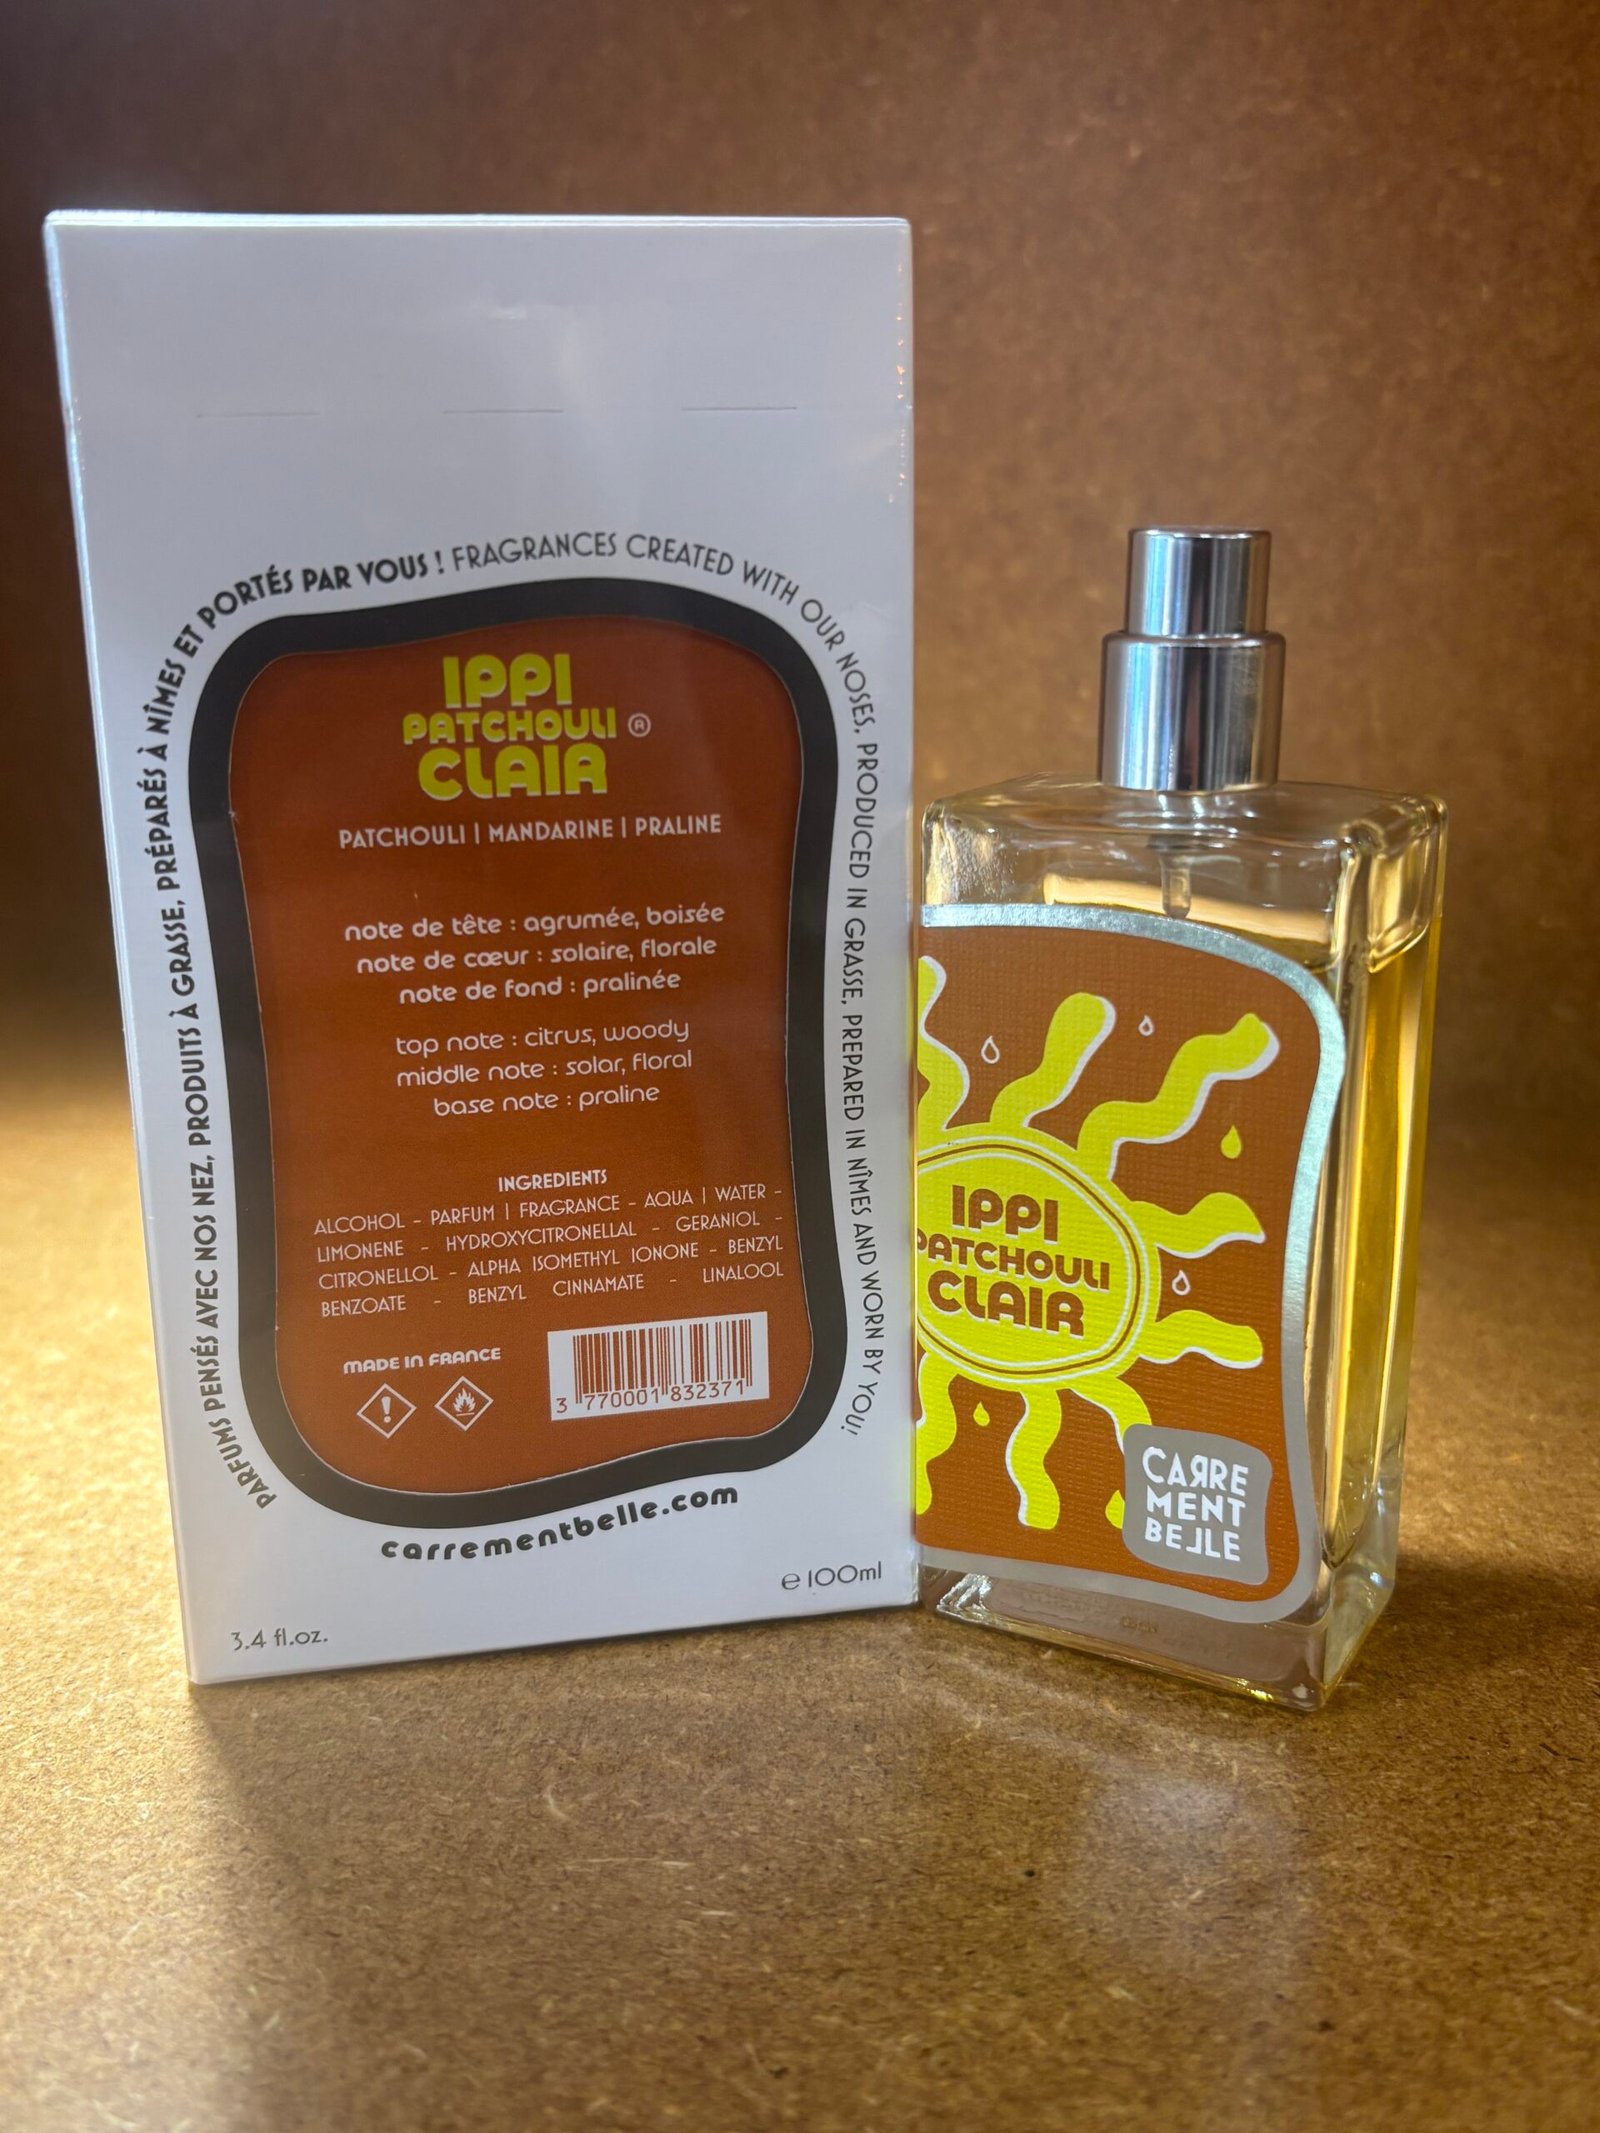 PARFUMS PENSÉS AVEC NOS NEZ, PRODUITS À GRASSE, PRÉPARÉS À NÎMES ET PORTÉS PAR VOUS ! FRAGRANCES CREATED WITH OUR NOSES, PRODUCED IN GRASSE, PREPARED IN NÎMES AND WORN BY YOU!
IPPI
PATCHOULI ®
CLAIR
PATCHOULI | MANDARINE | PRALINE
note de tête : agrumée, boisée
note de cœur : solaire, florale
note de fond : pralinée
top note : citrus, woody
middle note : solar, floral
base note : praline
INGREDIENTS
ALCOHOL - PARFUM | FRAGRANCE - AQUA | WATER -
LIMONENE - HYDROXYCITRONELLAL - GERANIOL -
CITRONELLOL - ALPHA ISOMETHYL IONONE - BENZYL
BENZOATE - BENZYL CINNAMATE - LINALOOL
MADE IN FRANCE
3 770001 832371
carrementbelle.com
e 100ml
3.4 fl.oz.
IPPI
PATCHOULI
CLAIR
CARRE
MENT
BELLE